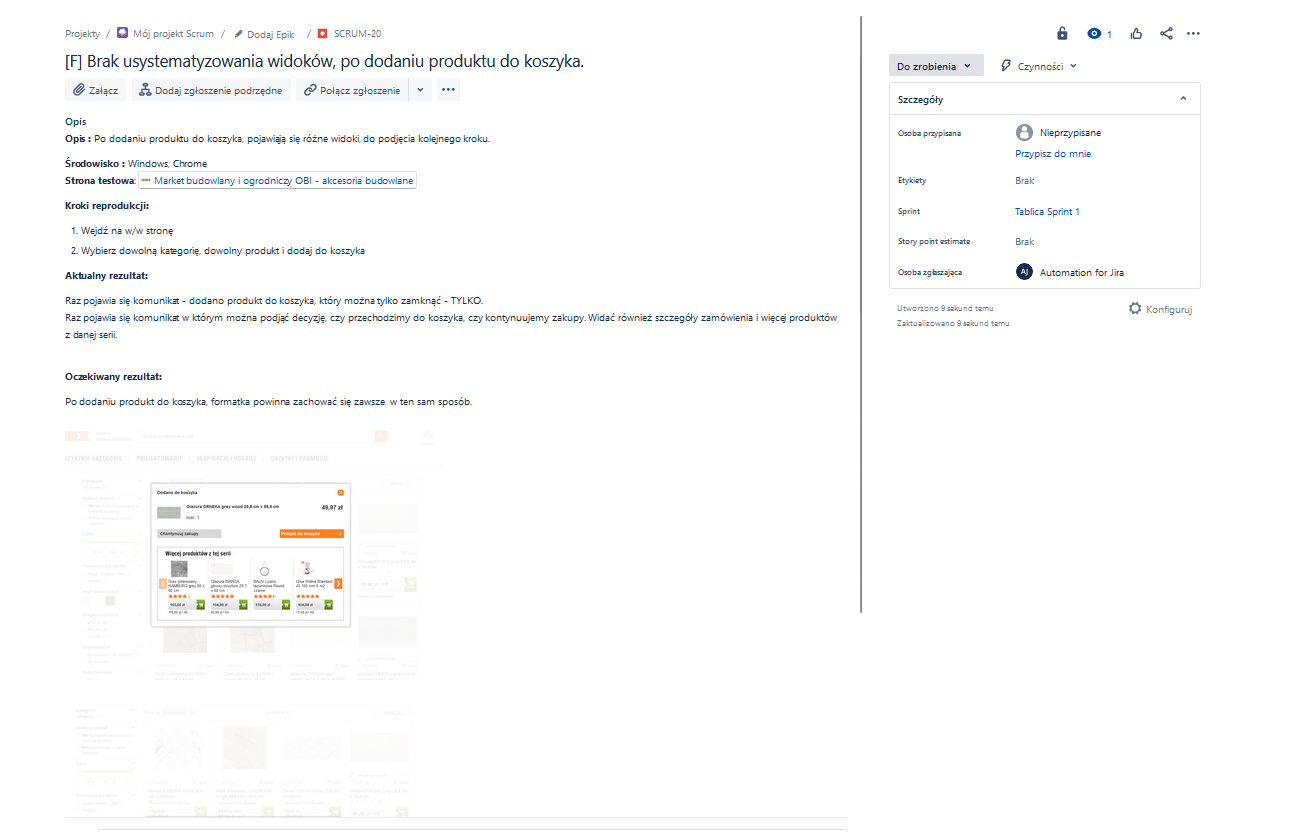 Projekty / Mój projekt Scrum / Dodaj Epik / SCRUM-20
1
[F] Brak usystematyzowania widoków, po dodaniu produktu do koszyka.
Załącz Dodaj zgłoszenie podrzędne Połącz zgłoszenie
Opis
Opis : Po dodaniu produktu do koszyka, pojawiają się różne widoki, do podjęcia kolejnego kroku.
Środowisko : Windows, Chrome
Strona testowa: Market budowlany i ogrodniczy OBI - akcesoria budowlane
Kroki reprodukcji:
1. Wejdź na w/w stronę
2. Wybierz dowolną kategorię, dowolny produkt i dodaj do koszyka
Aktualny rezultat:
Raz pojawia się komunikat - dodano produkt do koszyka, który można tylko zamknąć - TYLKO.
Raz pojawia się komunikat w którym można podjąć decyzję, czy przechodzimy do koszyka, czy kontynuujemy zakupy. Widać również szczegóły zamówienia i więcej produktów
z danej serii.
Oczekiwany rezultat:
Po dodaniu produkt do koszyka, formatka powinna zachować się zawsze w ten sam sposób.
PROJEKTOWANIE INSPIRACJE I PORADY GAZETKI I PROMOCJE
Dodano do koszyka
Glazura ORNEKA grey wood 29,8 cm x 59,8 cm 49,97 zł
Ilość: 1
Kontynuuj zakupy Przejdź do koszyka
Więcej produktów z tej serii
Do zrobienia Czynności
Szczegóły
Osoba przypisana Nieprzypisane
Przypisz do mnie
Etykiety Brak
Sprint Tablica Sprint 1
Story point estimate Brak
Osoba zgłaszająca AJ Automation for Jira
Utworzono 9 sekund temu
Zaktualizowano 9 sekund temu
Konfiguruj